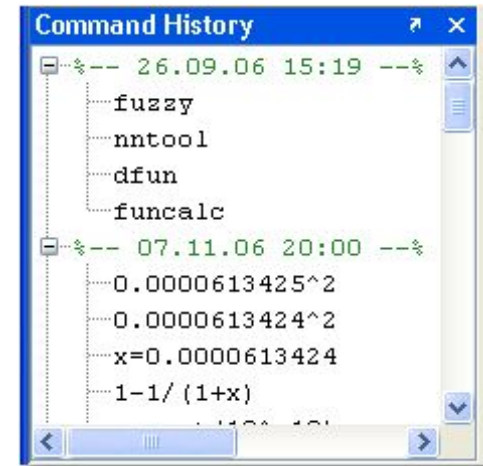 Command History
%-- 26.09.06 15:19 --%
fuzzy
nntool
dfun
funcalc
%-- 07.11.06 20:00 --%
0.0000613425^2
0.0000613424^2
x=0.0000613424
1-1/(1+x)